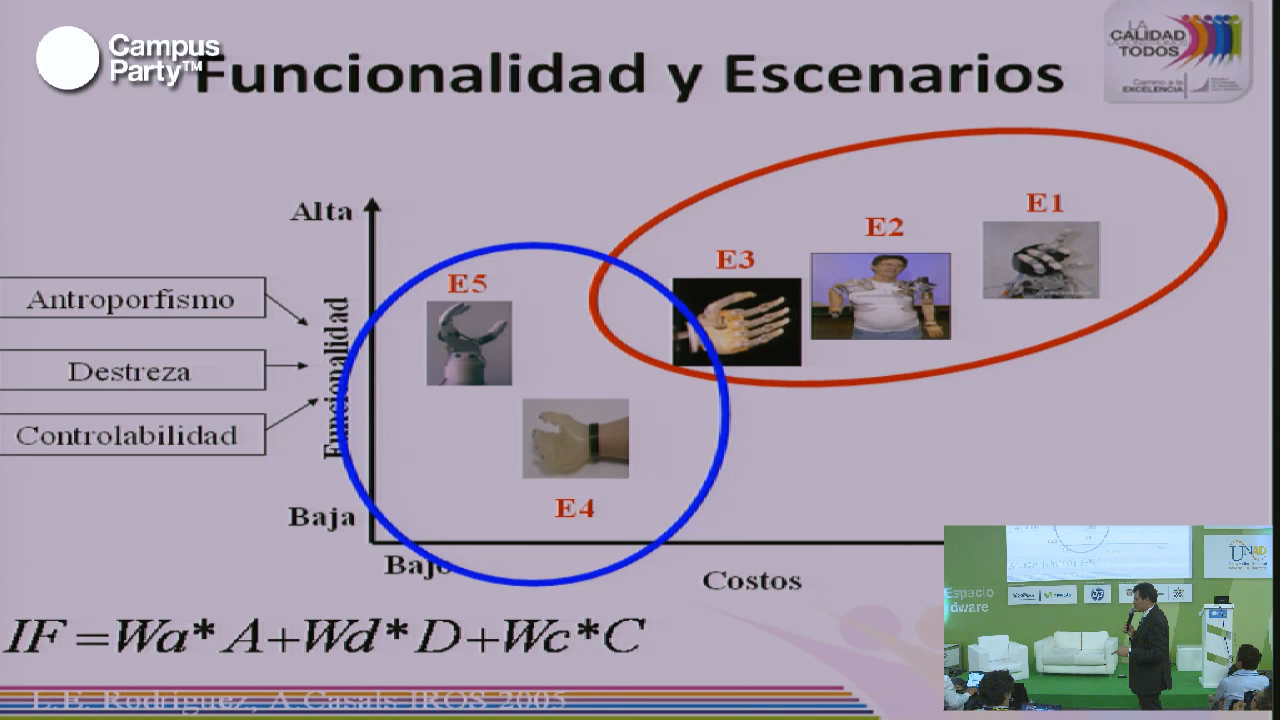 Campus
Party™
Funcionalidad y Escenarios
LA
CALIDAD
TODOS
Camino a la
EXCELENCIA
Alta
E1
E2
E3
E5
Antroporfismo
Destreza
Controlabilidad
Funcionalidad
E4
Baja
Bajo
Costos
IF =Wa* A+Wd* D+Wc*C
L.E. Rodríguez, A.Casals IROS 2005
Espacio
dware
UNAD